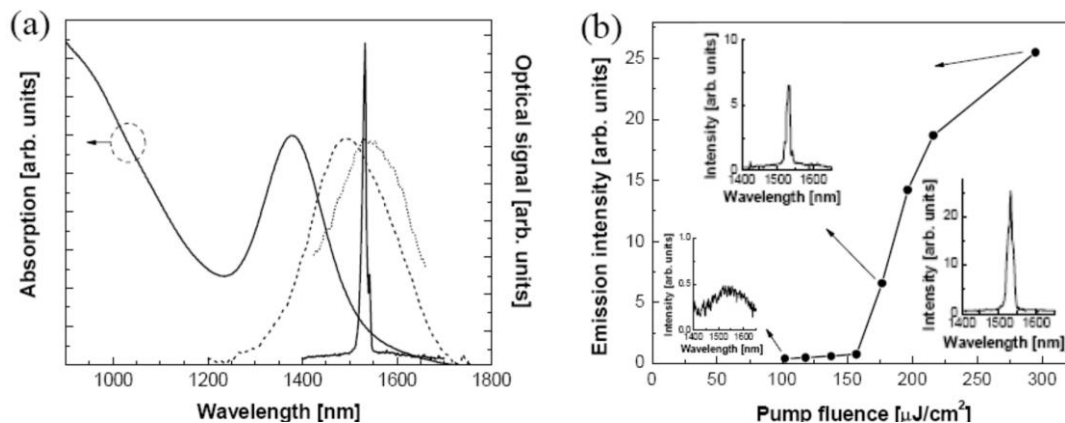 (a)
Absorption [arb. units]
Optical signal [arb. units]
1000
1200
1400
1600
1800
Wavelength [nm]
(b)
Emission intensity [arb. units]
25
20
15
10
5
0
0
50
100
150
200
250
300
Pump fluence [μJ/cm²]
Intensity [arb. units]
10
5
0
1400
1500
1600
Wavelength [nm]
Intensity [arb. units]
1.0
0.5
0.0
1400
1500
1600
Wavelength [nm]
Intensity [arb. units]
20
10
0
1400
1500
1600
Wavelength [nm]